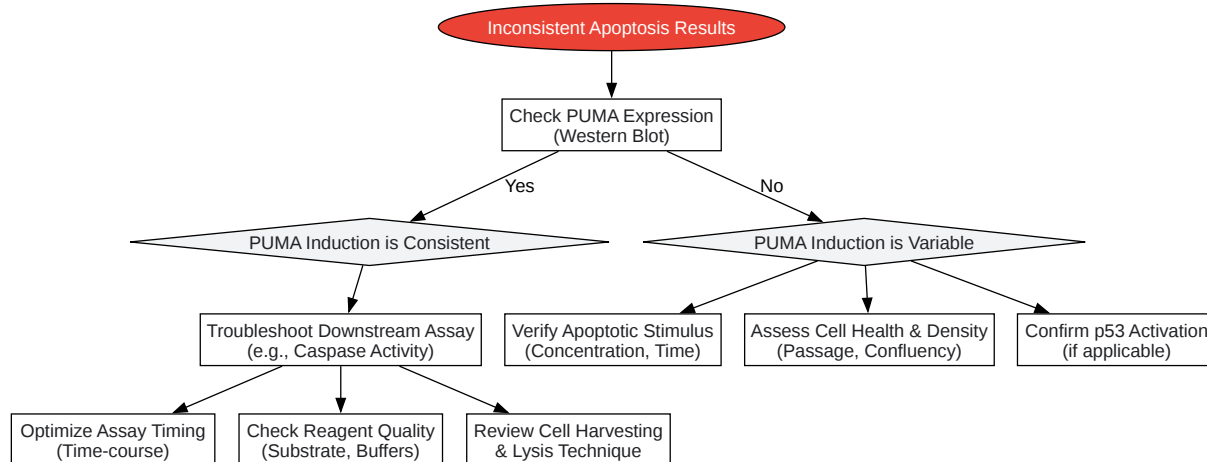 Inconsistent Apoptosis Results
Check PUMA Expression
(Western Blot)
Yes
No
PUMA Induction is Consistent
PUMA Induction is Variable
Troubleshoot Downstream Assay
(e.g., Caspase Activity)
Verify Apoptotic Stimulus
(Concentration, Time)
Assess Cell Health & Density
(Passage, Confluency)
Confirm p53 Activation
(if applicable)
Optimize Assay Timing
(Time-course)
Check Reagent Quality
(Substrate, Buffers)
Review Cell Harvesting
& Lysis Technique